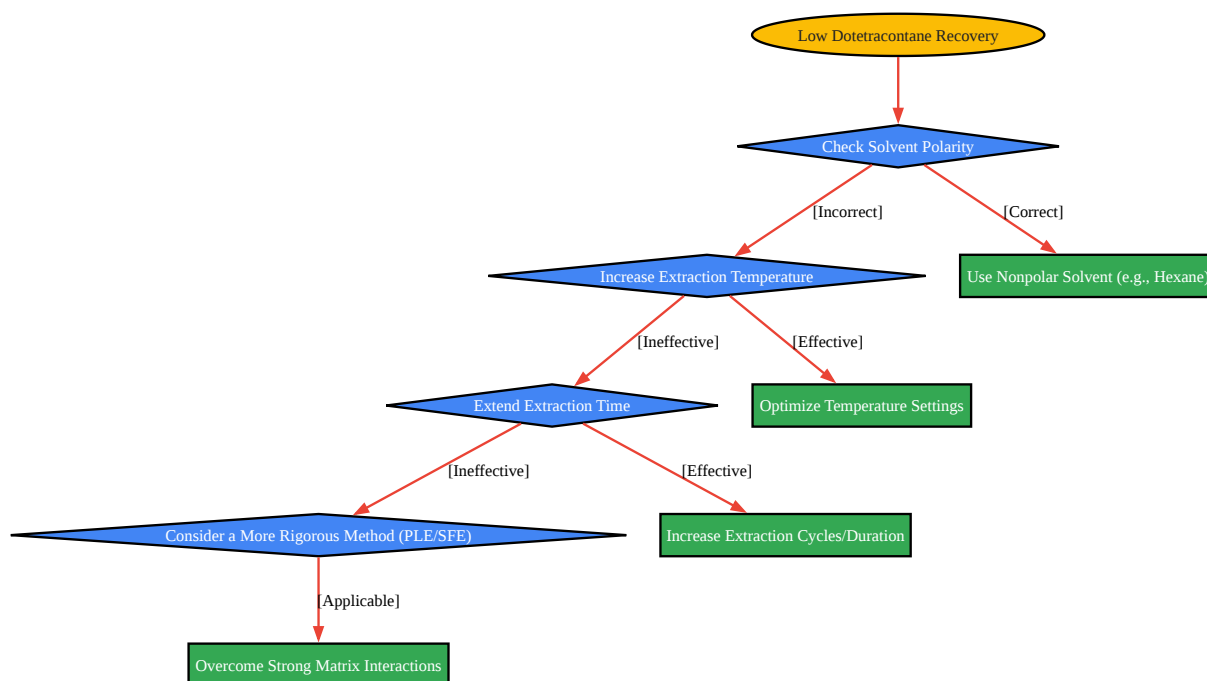 Low Dotetracontane Recovery
Check Solvent Polarity
[Incorrect]
[Correct]
Increase Extraction Temperature
Use Nonpolar Solvent (e.g., Hexane)
[Ineffective]
[Effective]
Extend Extraction Time
Optimize Temperature Settings
[Ineffective]
[Effective]
Consider a More Rigorous Method (PLE/SFE)
Increase Extraction Cycles/Duration
[Applicable]
Overcome Strong Matrix Interactions